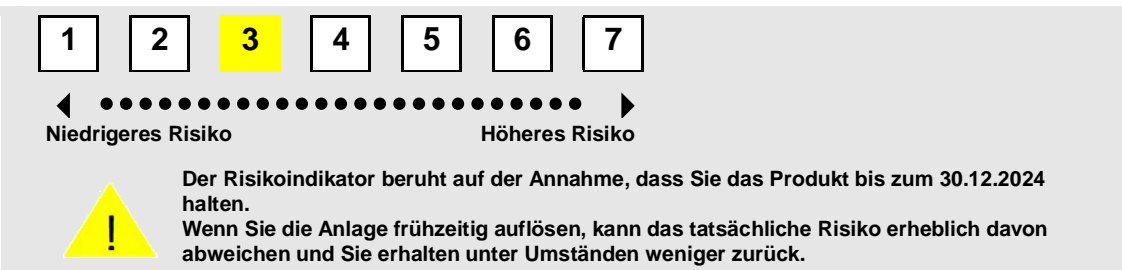 1 2 3 4 5 6 7
Niedrigeres Risiko Höheres Risiko
Der Risikoindikator beruht auf der Annahme, dass Sie das Produkt bis zum 30.12.2024
halten.
Wenn Sie die Anlage frühzeitig auflösen, kann das tatsächliche Risiko erheblich davon
abweichen und Sie erhalten unter Umständen weniger zurück.
!